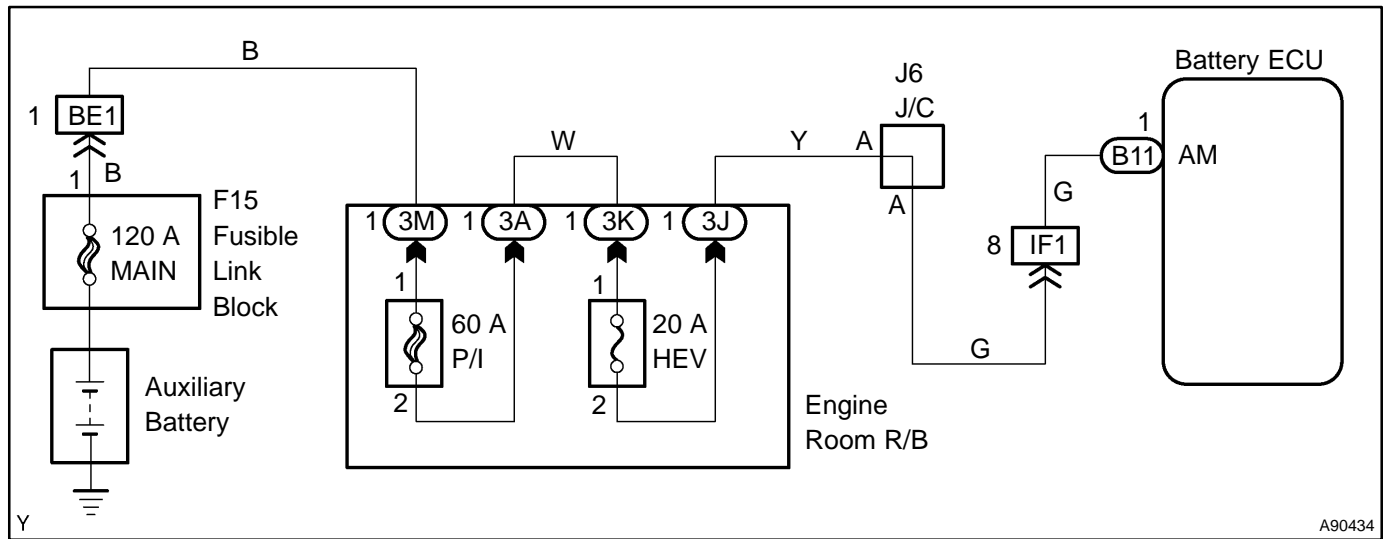 B
1 BE1
1 B
120 A
MAIN
F15
Fusible
Link
Block
Auxiliary
Battery
W
1 3M 1 3A 1 3K 1 3J
1
60 A
P/I
2
1
20 A
HEV
2
Engine
Room R/B
Y A
J6
J/C
A
G
8 IF1
G
Battery ECU
1
B11 AM
Y
A90434